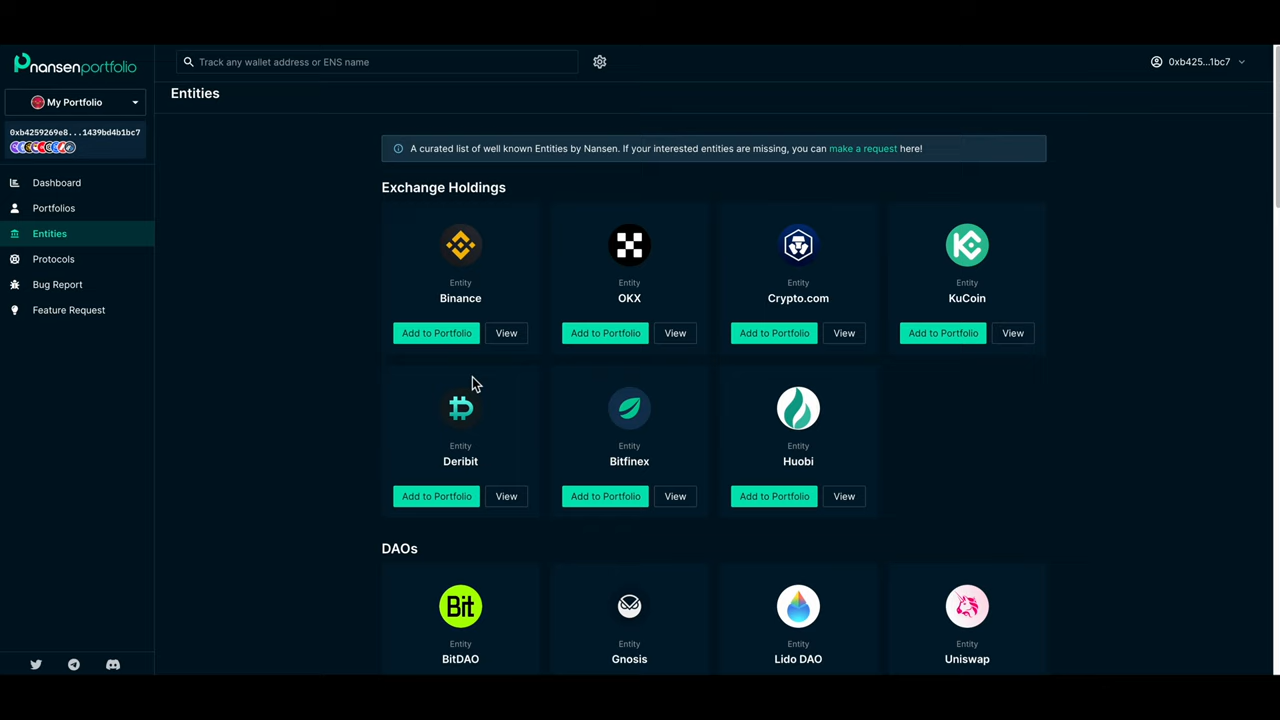 nansenportfolio
Track any wallet address or ENS name
0xb425...1bc7
My Portfolio
0xb4259269e8...1439bd4b1bc7
Dashboard
Portfolios
Entities
Protocols
Bug Report
Feature Request
Entities
A curated list of well known Entities by Nansen. If your interested entities are missing, you can make a request here!
Exchange Holdings
Entity Entity Entity Entity
Binance OKX Crypto.com KuCoin
Add to Portfolio View Add to Portfolio View Add to Portfolio View Add to Portfolio View
Entity Entity Entity
Deribit Bitfinex Huobi
Add to Portfolio View Add to Portfolio View Add to Portfolio View
DAOs
Bit
Entity Entity Entity Entity
BitDAO Gnosis Lido DAO Uniswap